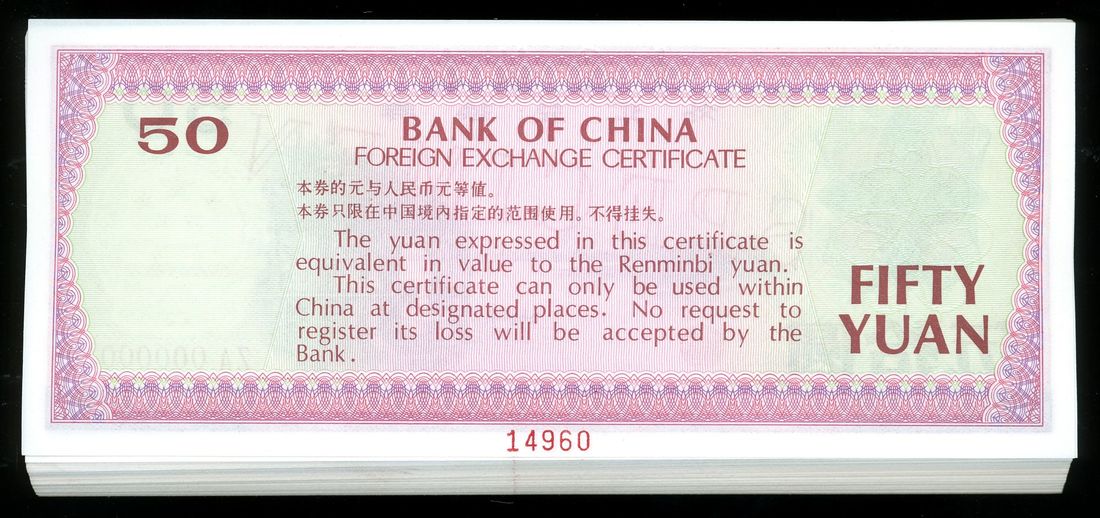 50
BANK OF CHINA
FOREIGN EXCHANGE CERTIFICATE
本券的元与人民币元等值。
本券只限在中国境内指定的范围使用。不得挂失。
The yuan expressed in this certificate is
equivalent in value to the Renminbi yuan.
This certificate can only be used within
China at designated places. No request to
register its loss will be accepted by the
Bank.
FIFTY
YUAN
14960